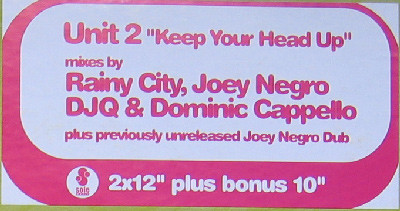 Unit 2 "Keep Your Head Up"
mixes by
Rainy City, Joey Negro
DJQ & Dominic Cappello
plus previously unreleased Joey Negro Dub
solo
2x12" plus bonus 10"